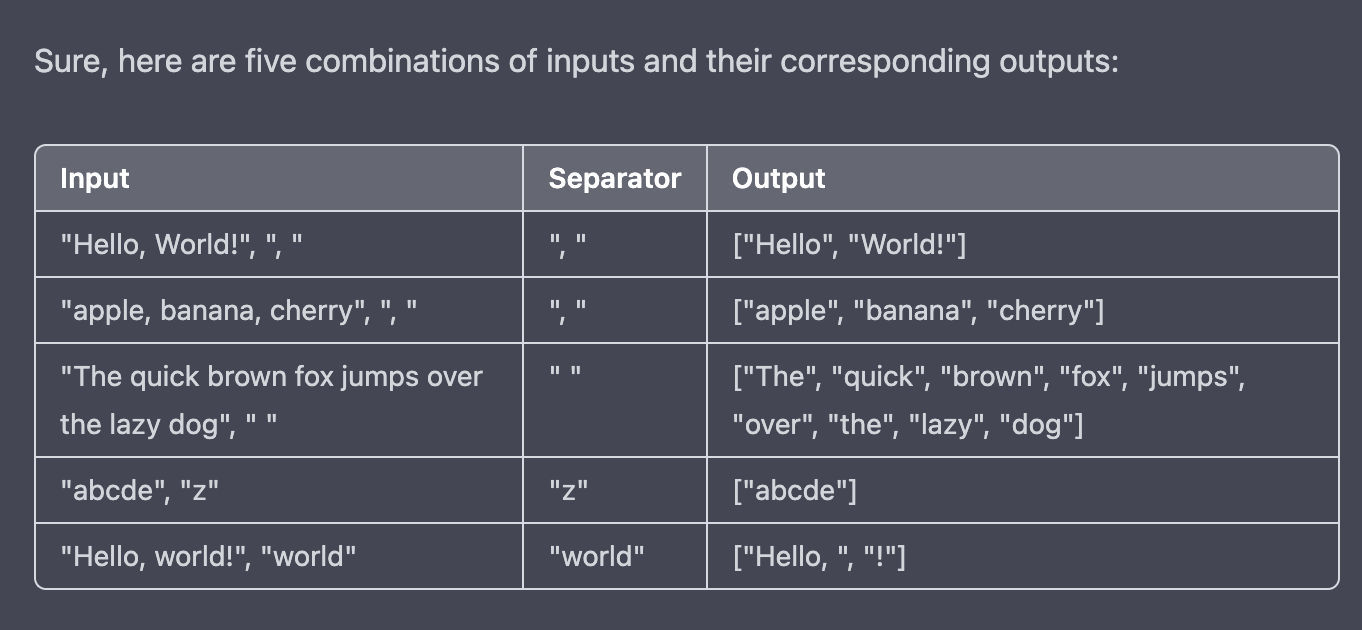 Sure, here are five combinations of inputs and their corresponding outputs:
Input Separator Output
"Hello, World!", ", " ", " ["Hello", "World!"]
"apple, banana, cherry", ", " ", " ["apple", "banana", "cherry"]
"The quick brown fox jumps over " " ["The", "quick", "brown", "fox", "jumps",
the lazy dog", " " "over", "the", "lazy", "dog"]
"abcde", "z" "z" ["abcde"]
"Hello, world!", "world" "world" ["Hello, ", "!"]